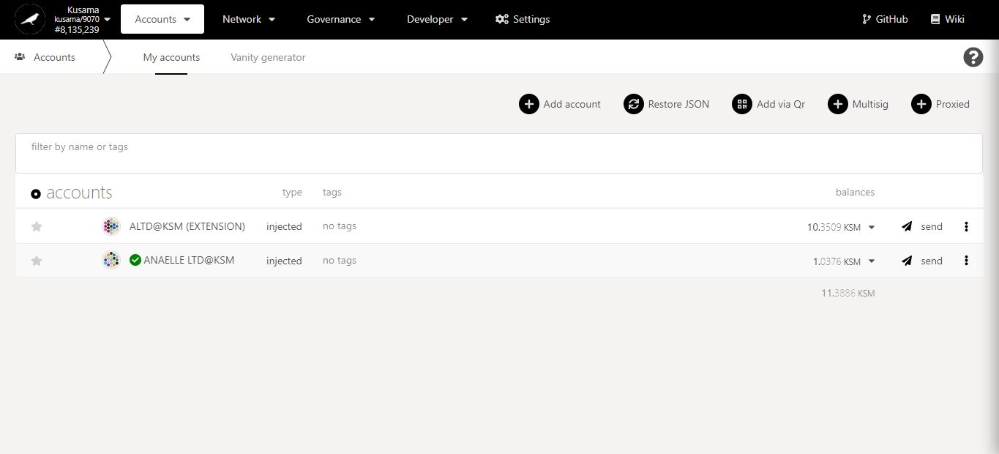 Kusama
kusama/9070
#8,135,239
Accounts
Network
Governance
Developer
Settings
GitHub
Wiki
Accounts
My accounts
Vanity generator
Add account
Restore JSON
Add via Qr
Multisig
Proxied
filter by name or tags
accounts type tags balances
ALTD@KSM (EXTENSION) injected no tags 10.3509 KSM send
ANAELLE LTD@KSM injected no tags 1.0376 KSM send
11.3886 KSM